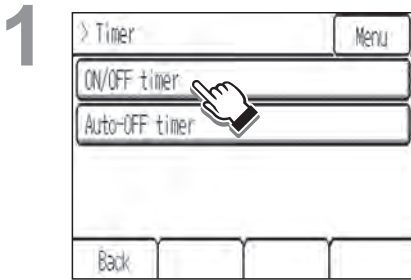 1
> Timer Menu
ON/OFF timer
Auto-OFF timer
Back